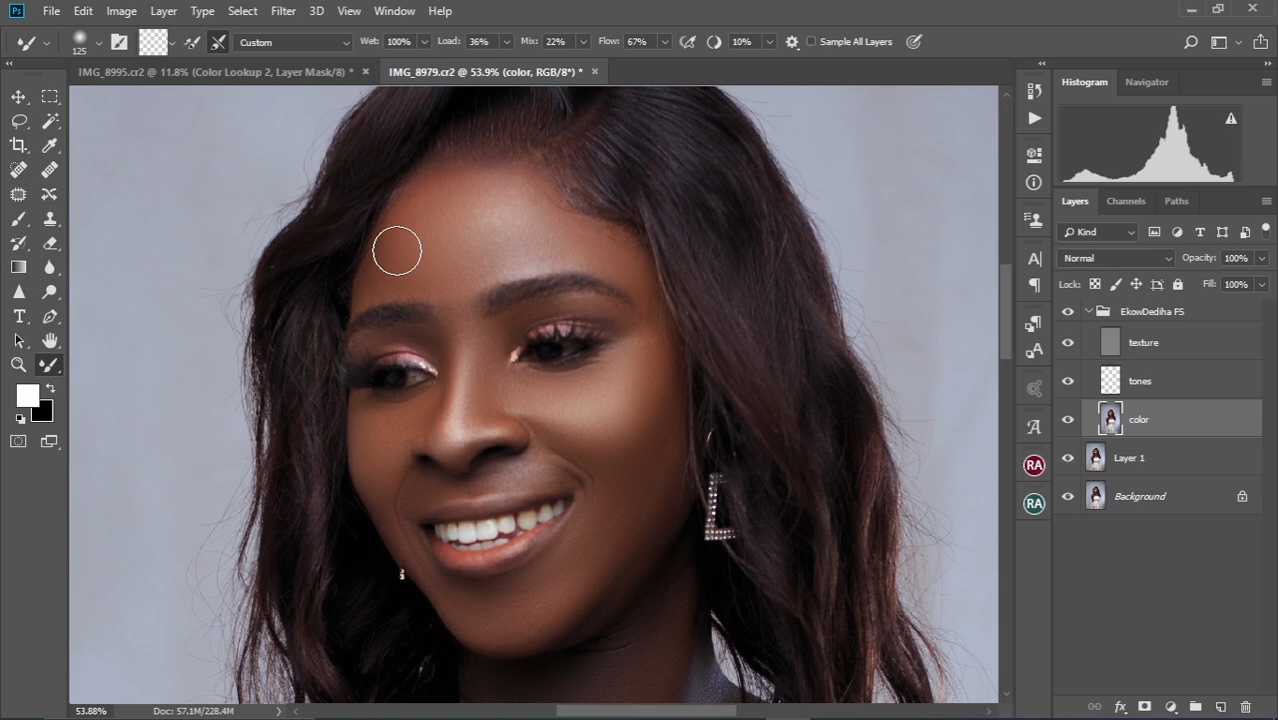 Ps File Edit Image Layer Type Select Filter 3D View Window Help
125 Custom Wet: 100% Load: 36% Mix: 22% Flow: 67% 10% Sample All Layers
IMG_8995.cr2 @ 11.8% (Color Lookup 2, Layer Mask/8) * × IMG_8979.cr2 @ 53.9% (color, RGB/8*) * ×
Histogram Navigator
Layers Channels Paths
Kind
Normal Opacity: 100%
Lock: Fill: 100%
EkowDediha FS
texture
tones
color
Layer 1
Background
RA
RA
L
53.88% Doc: 57.1M/228.4M